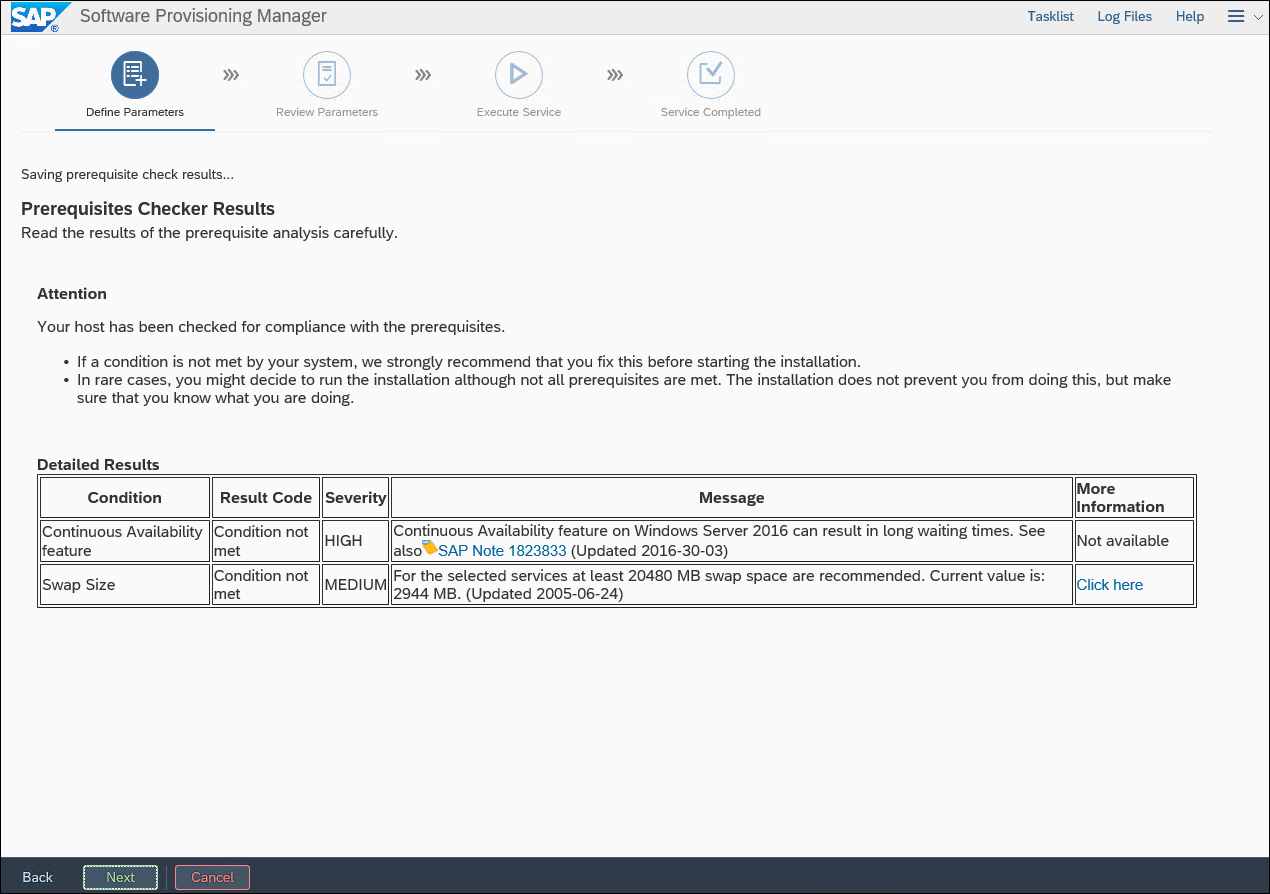 SAP ® Software Provisioning Manager Tasklist Log Files Help
Define Parameters Review Parameters Execute Service Service Completed
Saving prerequisite check results...
Prerequisites Checker Results
Read the results of the prerequisite analysis carefully.
Attention
Your host has been checked for compliance with the prerequisites.
• If a condition is not met by your system, we strongly recommend that you fix this before starting the installation.
• In rare cases, you might decide to run the installation although not all prerequisites are met. The installation does not prevent you from doing this, but make
sure that you know what you are doing.
Detailed Results
Condition Result Code Severity Message More
Information
Continuous Availability
feature
Condition not
met
HIGH
Continuous Availability feature on Windows Server 2016 can result in long waiting times. See
also SAP Note 1823833 (Updated 2016-30-03)
Not available
Swap Size
Condition not
met
MEDIUM
For the selected services at least 20480 MB swap space are recommended. Current value is:
2944 MB. (Updated 2005-06-24)
Click here
Back Next Cancel